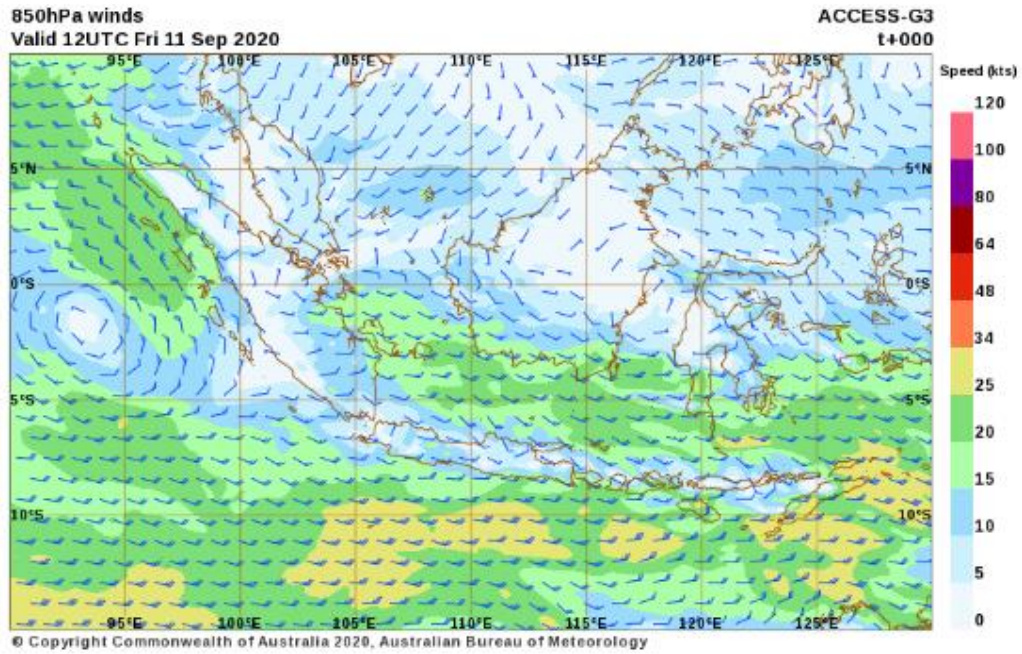 850hPa winds
ACCESS-G3
Valid 12UTC Fri 11 Sep 2020
t+000
Speed (kts)
95°E 100°E 105°E 110°E 115°E 120°E 125°E
120
100
5°N 5°N
80
64
0°S 0°S
48
34
25
5°S 5°S
20
15
10°S 10°S
10
5
0
95°E 100°E 105°E 110°E 115°E 120°E 125°E
© Copyright Commonwealth of Australia 2020, Australian Bureau of Meteorology